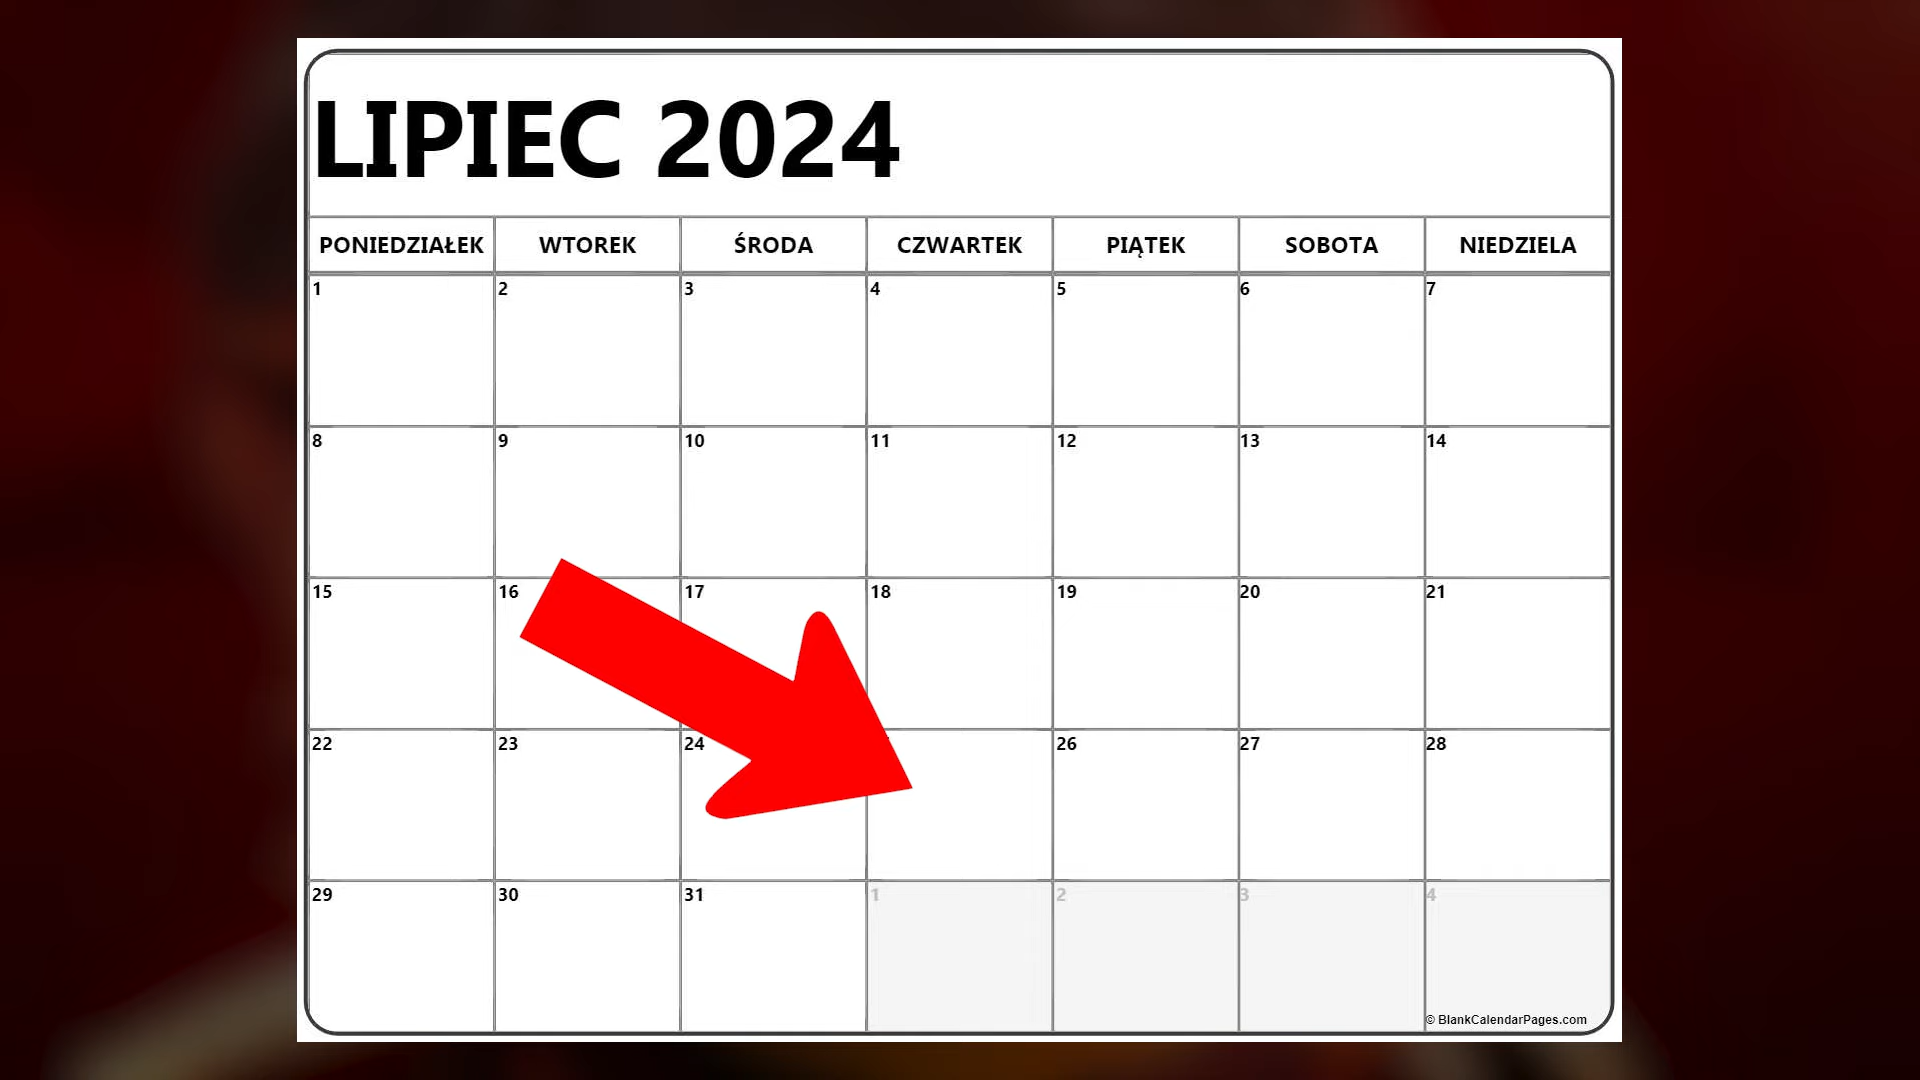 LIPIEC 2024
PONIEDZIAŁEK WTOREK ŚRODA CZWARTEK PIĄTEK SOBOTA NIEDZIELA
1 2 3 4 5 6 7
8 9 10 11 12 13 14
15 16 17 18 19 20 21
22 23 24 26 27 28
29 30 31 1 2 3 4
© BlankCalendarPages.com